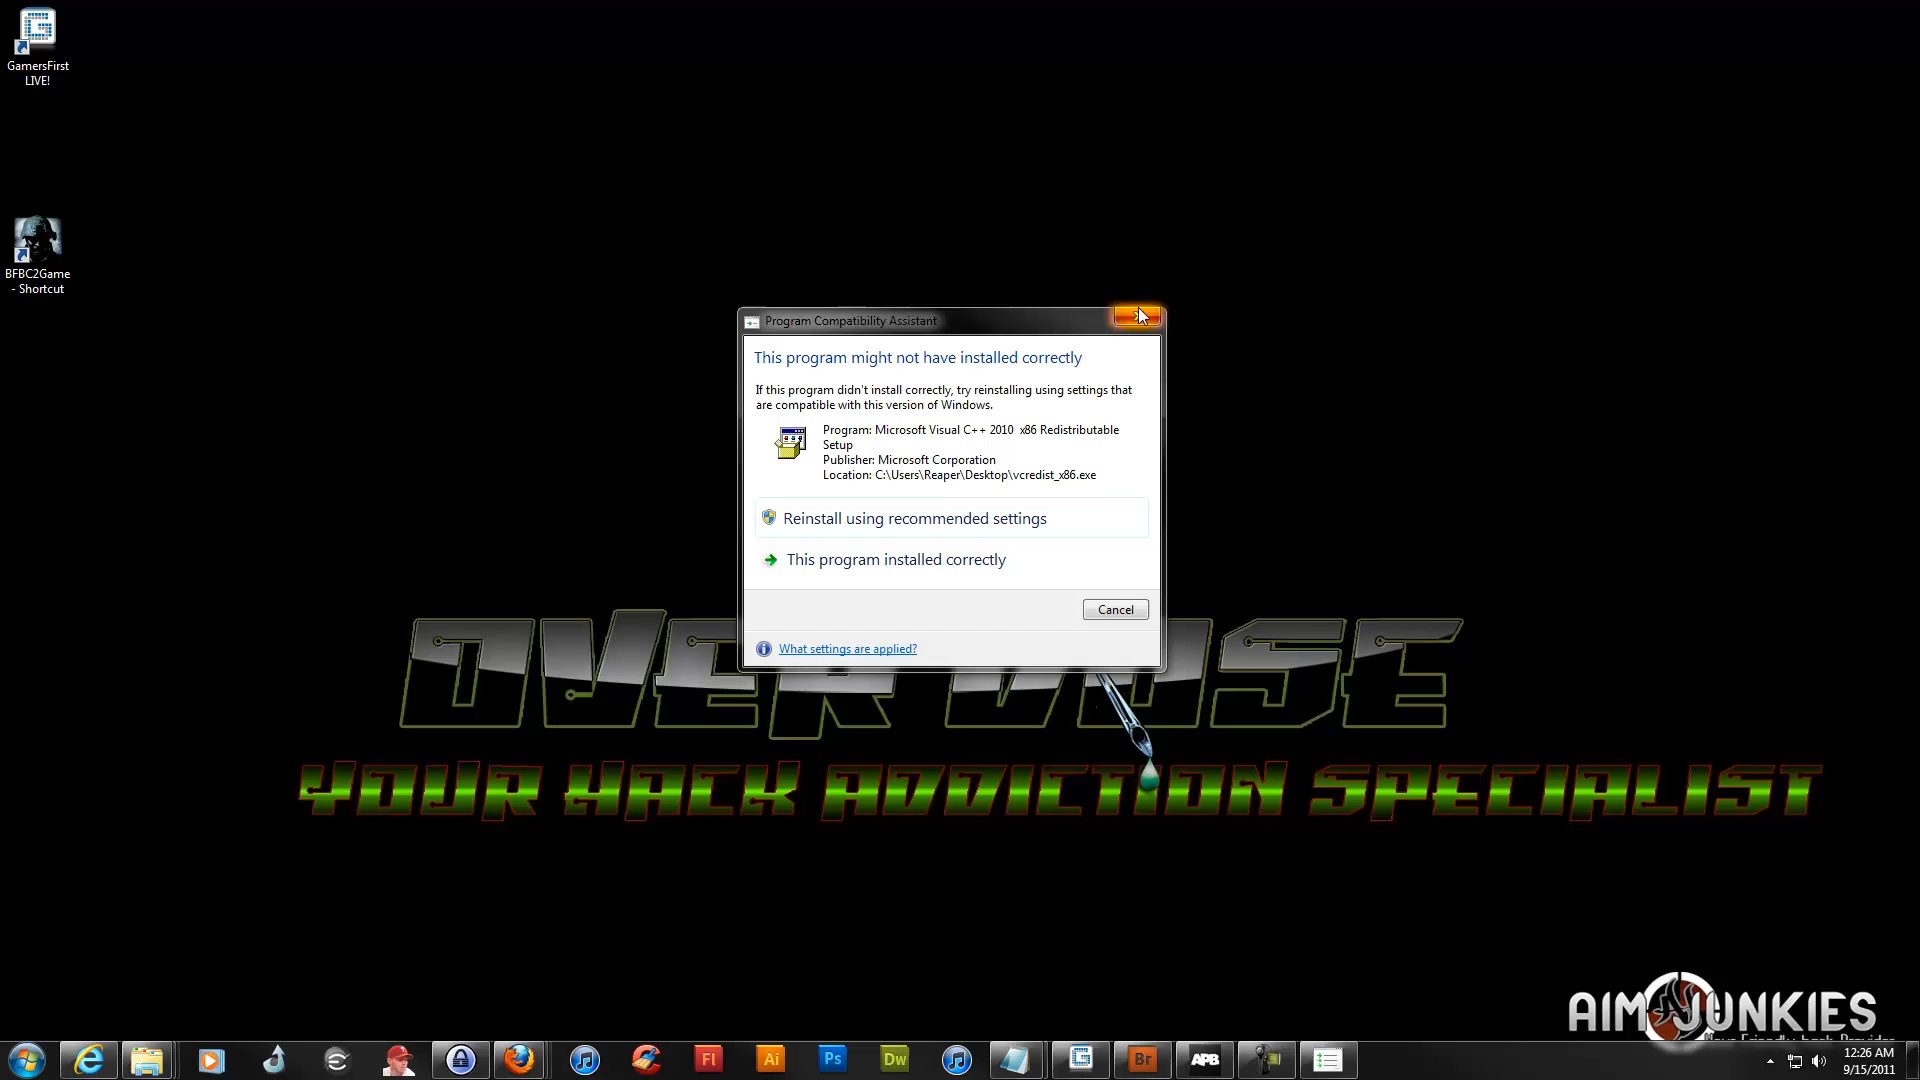 GamersFirst
LIVE!
BFBC2Game
- Shortcut
Program Compatibility Assistant
This program might not have installed correctly
If this program didn't install correctly, try reinstalling using settings that
are compatible with this version of Windows.
Program: Microsoft Visual C++ 2010  x86 Redistributable
Setup
Publisher: Microsoft Corporation
Location: C:\Users\Reaper\Desktop\vcredist_x86.exe
Reinstall using recommended settings
This program installed correctly
Cancel
What settings are applied?
OVER DOSE
YOUR HACK ADDICTION SPECIALIST
AIMJUNKIES
Fl
Ai
Ps
Dw
G
Br
APB
12:26 AM
9/15/2011